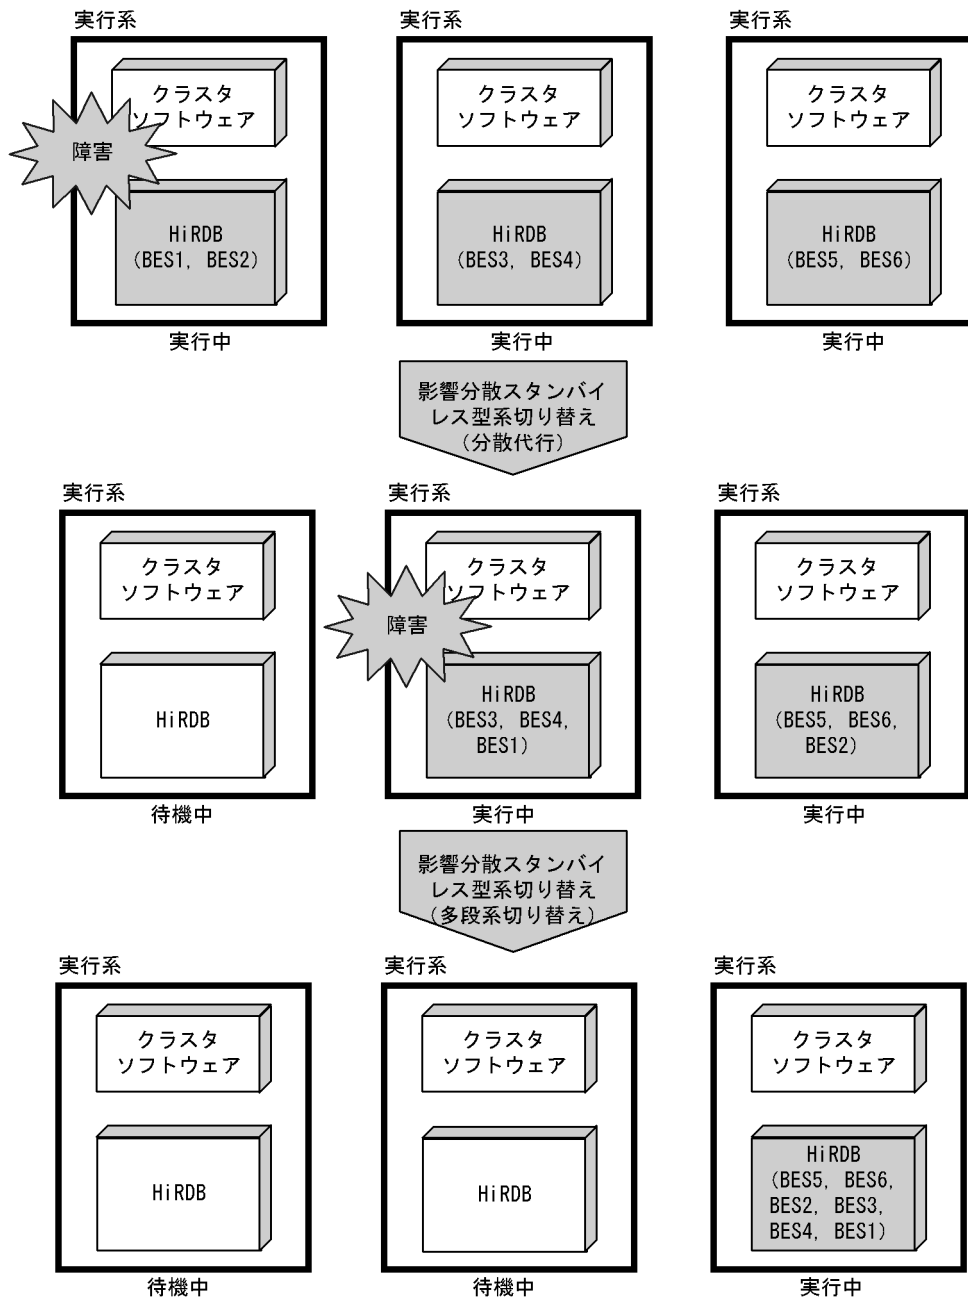 実行系
実行系
実行系
クラスタ
ソフトウェア
クラスタ
ソフトウェア
クラスタ
ソフトウェア
障害
HiRDB
(BES1, BES2)
HiRDB
(BES3, BES4)
HiRDB
(BES5, BES6)
実行中
実行中
実行中
影響分散スタンバイ
レス型系切り替え
(分散代行)
実行系
実行系
実行系
クラスタ
ソフトウェア
クラスタ
ソフトウェア
クラスタ
ソフトウェア
障害
HiRDB
HiRDB
(BES3, BES4,
BES1)
HiRDB
(BES5, BES6,
BES2)
待機中
実行中
実行中
影響分散スタンバイ
レス型系切り替え
(多段系切り替え)
実行系
実行系
実行系
クラスタ
ソフトウェア
クラスタ
ソフトウェア
クラスタ
ソフトウェア
HiRDB
HiRDB
HiRDB
(BES5, BES6,
BES2, BES3,
BES4, BES1)
待機中
待機中
実行中